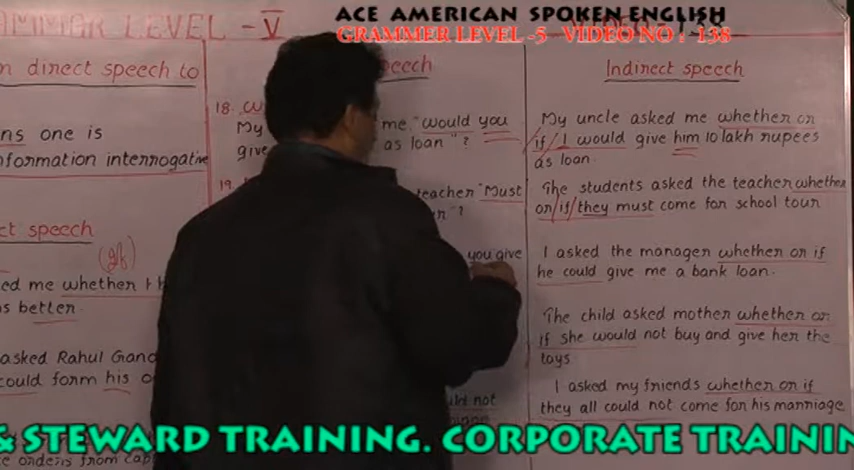 ACE AMERICAN SPOKEN ENGLISH
GRAMMER LEVEL -5 VIDEO NO : 138
LEVEL - V
direct speech to
ns one is
formation interrogative
ct speech
ed me whether
s better
asked Rahul Gand
could form his
orders from cap
speech
18.
My me "would you
give as loan"?
19.
teacher "Must
you give
not
Indirect speech
My uncle asked me whether or
if / I would give him 10 lakh rupees
as loan.
The students asked the teacher whether
or / if / they must come for school tour
I asked the manager whether or if
he could give me a bank loan.
The child asked mother whether or
if she would not buy and give her the
toys
I asked my friends whether or if
they all could not come for his marriage
& STEWARD TRAINING. CORPORATE TRAININ